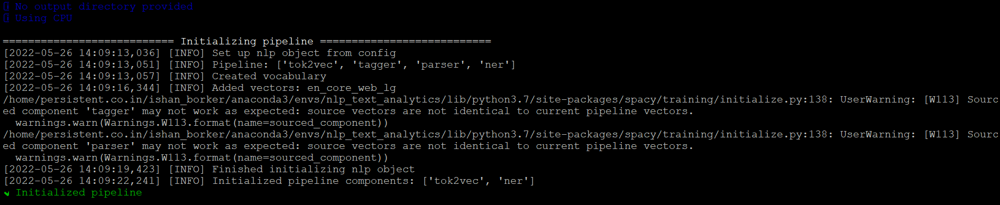 No output directory provided
Using CPU
=========================== Initializing pipeline ===========================
[2022-05-26 14:09:13,036] [INFO] Set up nlp object from config
[2022-05-26 14:09:13,051] [INFO] Pipeline: ['tok2vec', 'tagger', 'parser', 'ner']
[2022-05-26 14:09:13,057] [INFO] Created vocabulary
[2022-05-26 14:09:16,344] [INFO] Added vectors: en_core_web_lg
/home/persistent.co.in/ishan_borker/anaconda3/envs/nlp_text_analytics/lib/python3.7/site-packages/spacy/training/initialize.py:138: UserWarning: [W113] Sourc
ed component 'tagger' may not work as expected: source vectors are not identical to current pipeline vectors.
  warnings.warn(Warnings.W113.format(name=sourced_component))
/home/persistent.co.in/ishan_borker/anaconda3/envs/nlp_text_analytics/lib/python3.7/site-packages/spacy/training/initialize.py:138: UserWarning: [W113] Sourc
ed component 'parser' may not work as expected: source vectors are not identical to current pipeline vectors.
  warnings.warn(Warnings.W113.format(name=sourced_component))
[2022-05-26 14:09:19,423] [INFO] Finished initializing nlp object
[2022-05-26 14:09:22,241] [INFO] Initialized pipeline components: ['tok2vec', 'ner']
✔ Initialized pipeline